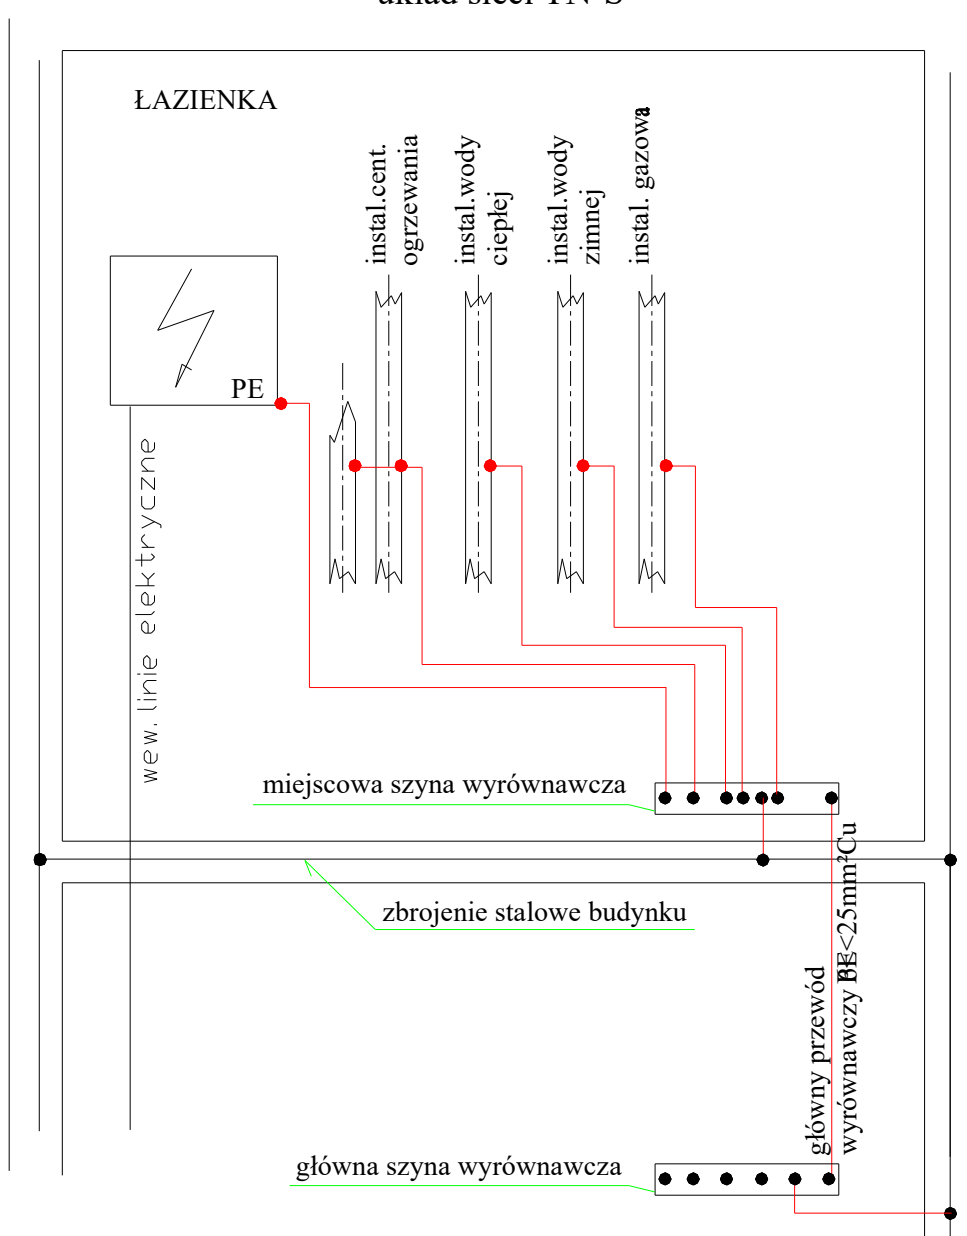 układ sieci TN-S
ŁAZIENKA
instal.cent.
ogrzewania
instal.wody
ciepłej
instal.wody
zimnej
instal. gazowa
PE
wew. linie elektryczne
miejscowa szyna wyrównawcza
zbrojenie stalowe budynku
główny przewód
wyrównawczy <25mm²Cu
główna szyna wyrównawcza